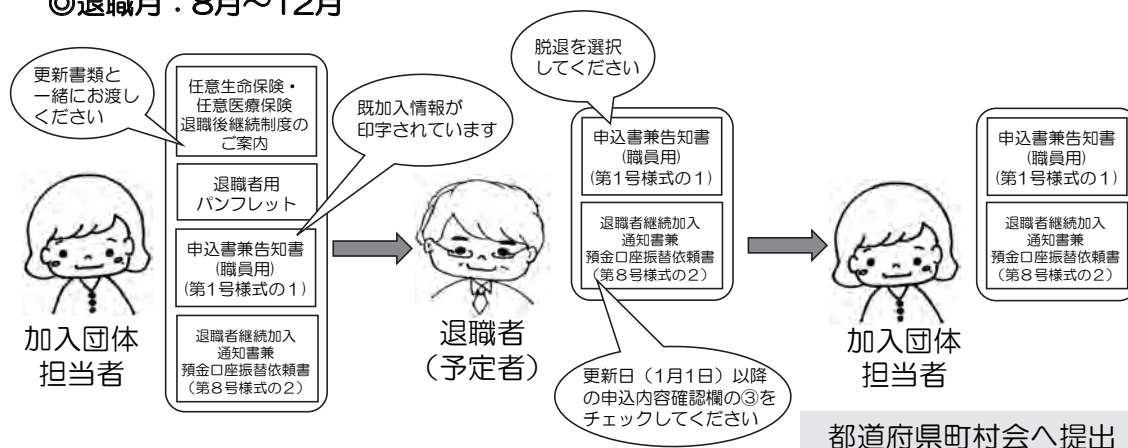 ◎退職月：8月～12月
更新書類と
一緒にお渡し
ください
任意生命保険・
任意医療保険
退職後継続制度の
ご案内
退職者用
パンフレット
申込書兼告知書
(職員用)
(第1号様式の1)
退職者継続加入
通知書兼
預金口座振替依頼書
(第8号様式の2)
既加入情報が
印字されています
加入団体
担当者
退職者
(予定者)
脱退を選択
してください
申込書兼告知書
(職員用)
(第1号様式の1)
退職者継続加入
通知書兼
預金口座振替依頼書
(第8号様式の2)
更新日（1月1日）以降
の申込内容確認欄の③を
チェックしてください
加入団体
担当者
申込書兼告知書
(職員用)
(第1号様式の1)
退職者継続加入
通知書兼
預金口座振替依頼書
(第8号様式の2)
都道府県町村会へ提出